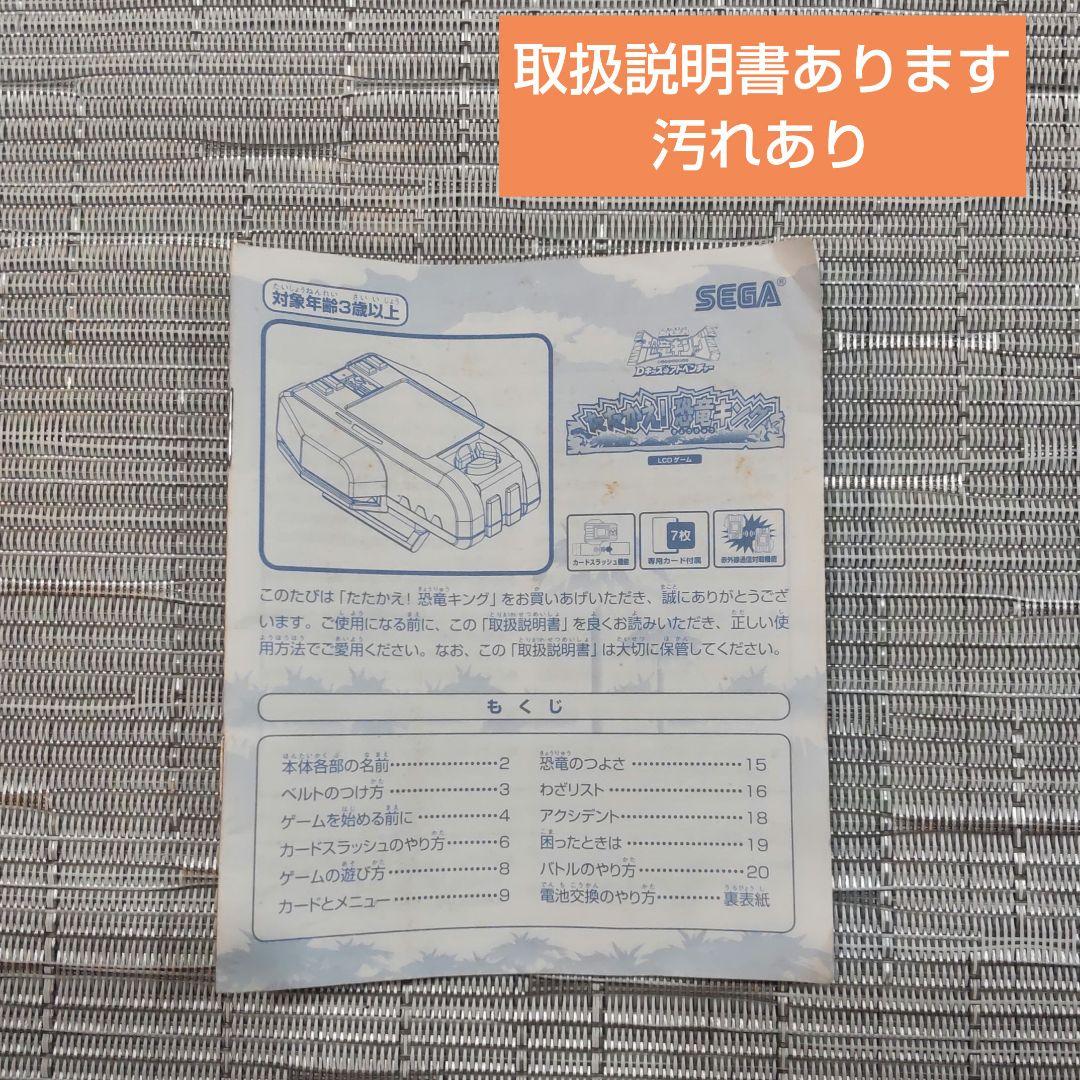 取扱説明書あります
汚れあり
対象年齢3歳以上
SEGA®
Dキッズ・アドベンチャー
たたかえ!恐竜キング
LCDゲーム
カードスラッシュ機能
7枚
専用カード付属
赤外線通信対戦機能
このたびは「たたかえ! 恐竜キング」をお買いあげいただき、誠にありがとうござ
います。ご使用になる前に、この「取扱説明書」を良くお読みいただき、正しい使
用方法でご愛用ください。なお、この「取扱説明書」は大切に保管してください。
もくじ
本体各部の名前…………………2
ベルトのつけ方…………………3
ゲームを始める前に……………4
カードスラッシュのやり方……6
ゲームの遊び方…………………8
カードとメニュー………………9
恐竜のつよさ…………………15
わざリスト……………………16
アクシデント…………………18
困ったときは…………………19
バトルのやり方………………20
電池交換のやり方…………裏表紙